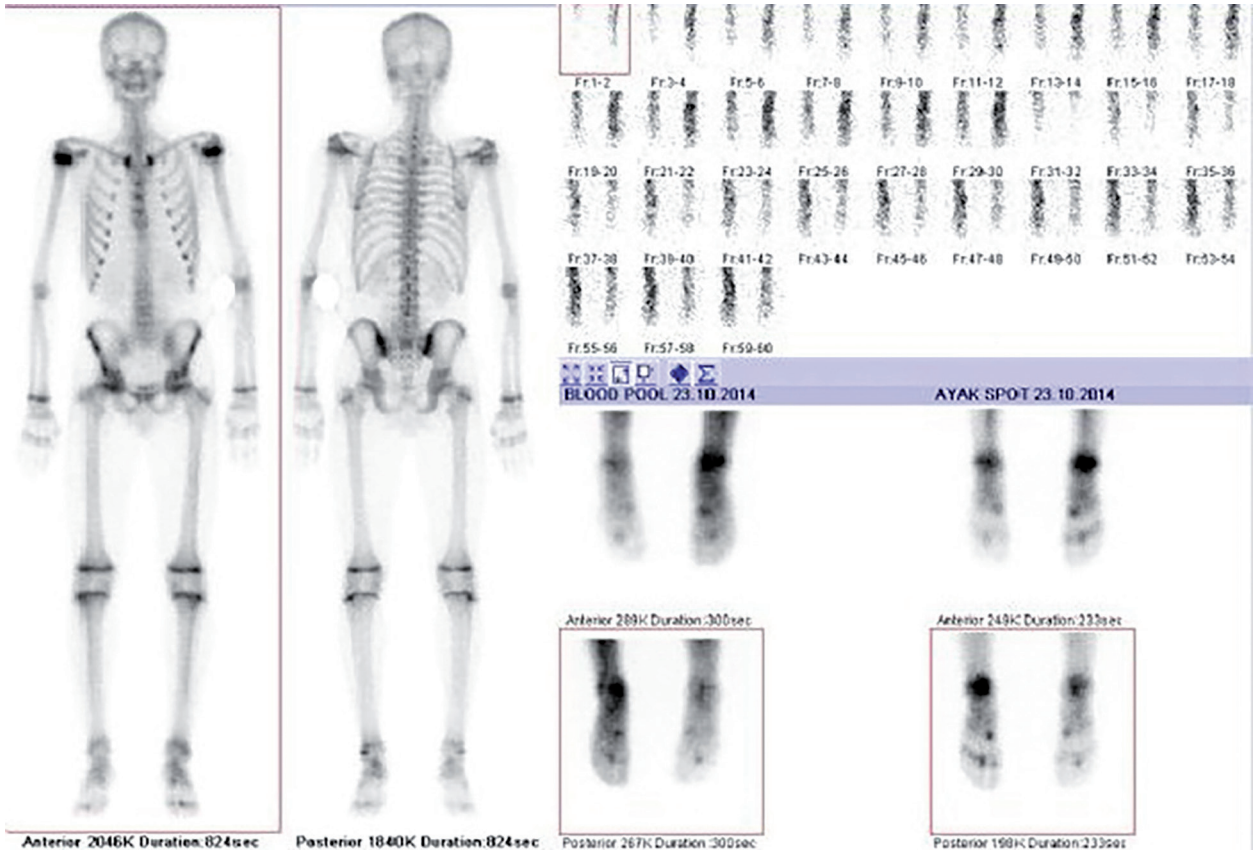 Fr:1-2 Fr:3-4 Fr:5-6 Fr:7-8 Fr:9-10 Fr:11-12 Fr:13-14 Fr:15-16 Fr:17-18
Fr:19-20 Fr:21-22 Fr:23-24 Fr:25-26 Fr:27-28 Fr:29-30 Fr:31-32 Fr:33-34 Fr:35-36
Fr:37-38 Fr:39-40 Fr:41-42 Fr:43-44 Fr:45-46 Fr:47-48 Fr:49-50 Fr:51-52 Fr:53-54
Fr:55-56 Fr:57-58 Fr:59-60
BLOOD POOL 23.10.2014
AYAK SPOT 23.10.2014
Anterior 289K Duration:300sec
Anterior 249K Duration:233sec
Anterior 2046K Duration:824sec
Posterior 1840K Duration:824sec
Posterior 267K Duration:300sec
Posterior 198K Duration:233sec